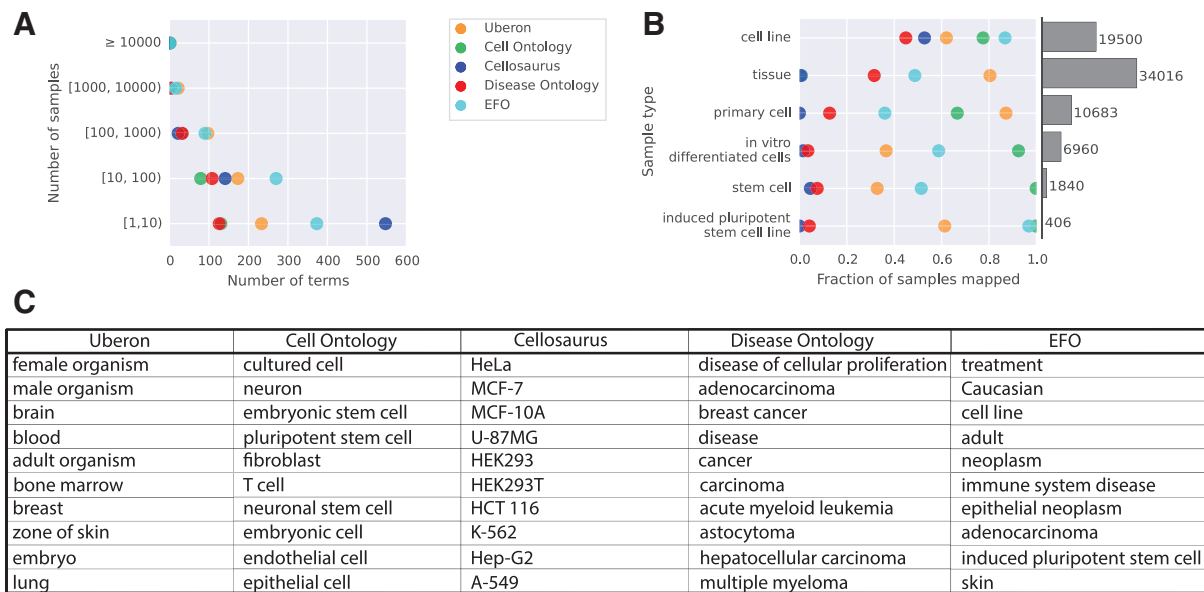 A
Number of samples
≥ 10000
[1000, 10000)
[100, 1000)
[10, 100)
[1,10)
0 100 200 300 400 500 600
Number of terms
Uberon
Cell Ontology
Cellosaurus
Disease Ontology
EFO
B
Sample type
cell line
tissue
primary cell
in vitro
differentiated cells
stem cell
induced pluripotent
stem cell line
0.0 0.2 0.4 0.6 0.8 1.0
Fraction of samples mapped
19500
34016
10683
6960
1840
406
C
Uberon Cell Ontology Cellosaurus Disease Ontology EFO
female organism cultured cell HeLa disease of cellular proliferation treatment
male organism neuron MCF-7 adenocarcinoma Caucasian
brain embryonic stem cell MCF-10A breast cancer cell line
blood pluripotent stem cell U-87MG disease adult
adult organism fibroblast HEK293 cancer neoplasm
bone marrow T cell HEK293T carcinoma immune system disease
breast neuronal stem cell HCT 116 acute myeloid leukemia epithelial neoplasm
zone of skin embryonic cell K-562 astocytoma adenocarcinoma
embryo endothelial cell Hep-G2 hepatocellular carcinoma induced pluripotent stem cell
lung epithelial cell A-549 multiple myeloma skin